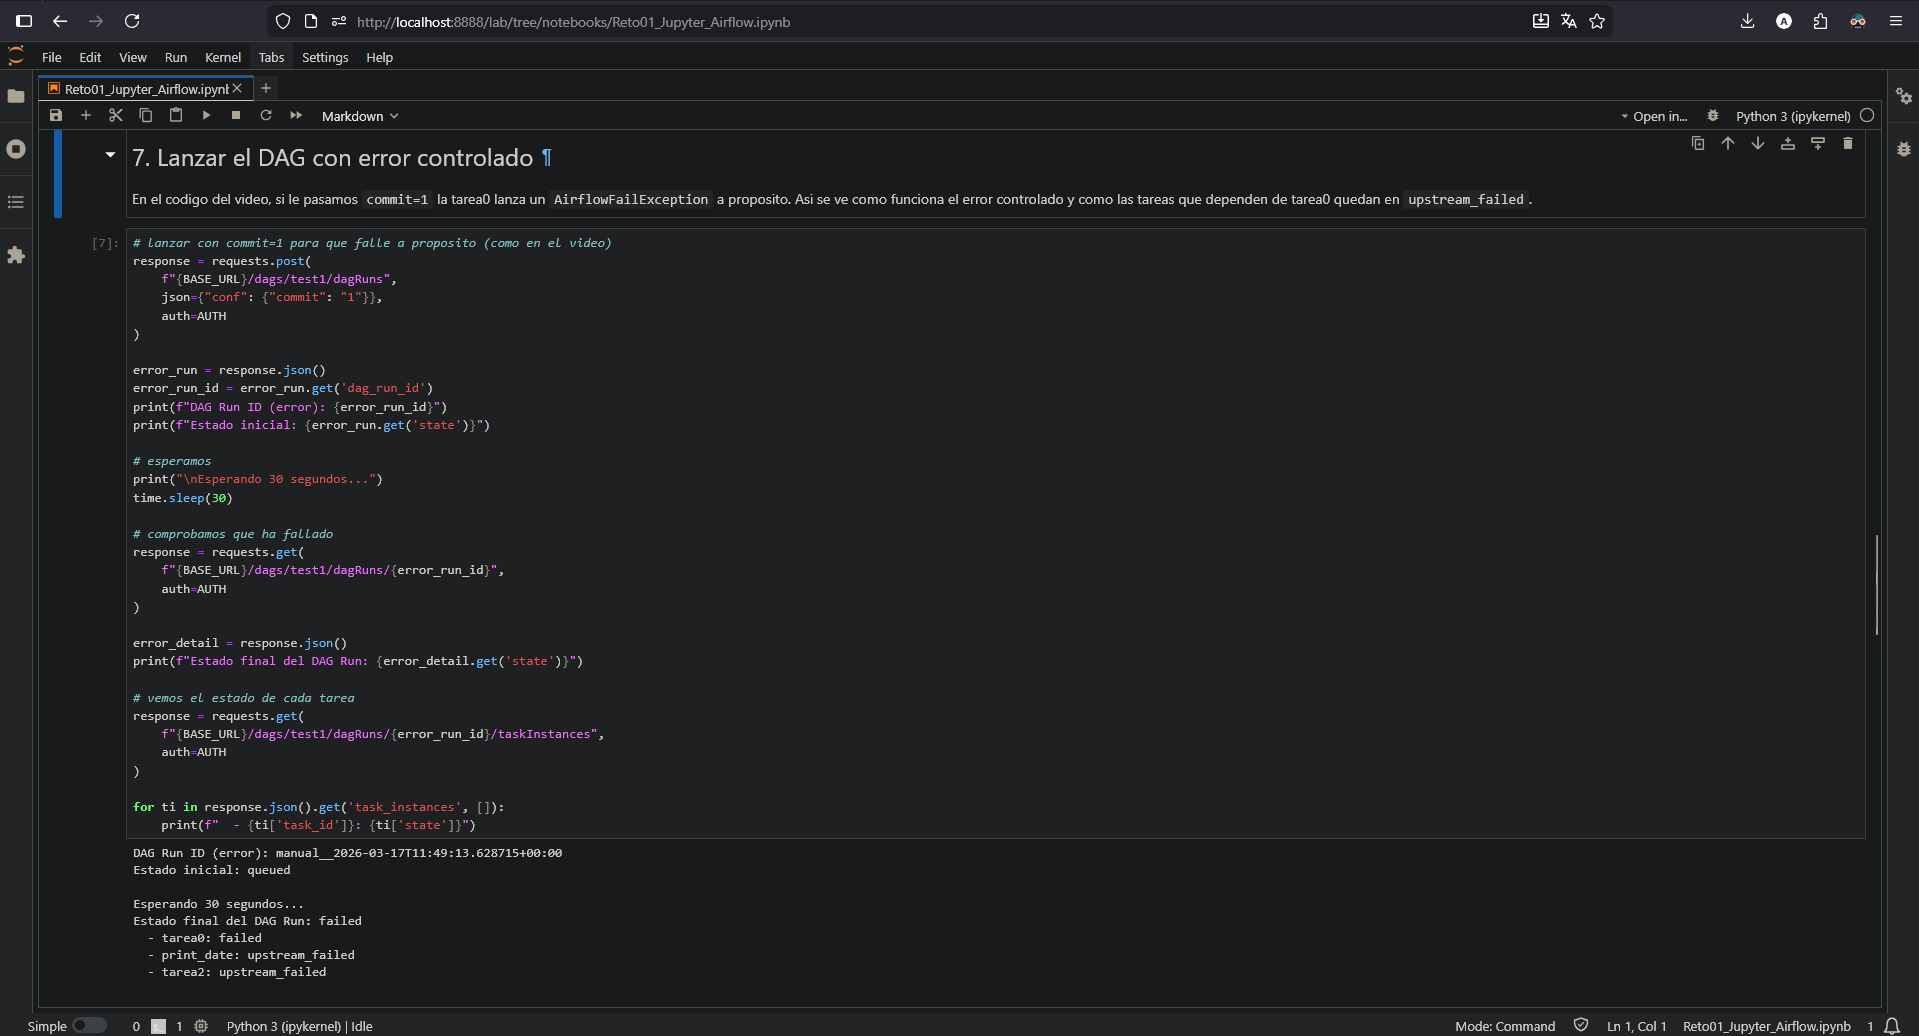 http://localhost:8888/lab/tree/notebooks/Reto01_Jupyter_Airflow.ipynb
A
File Edit View Run Kernel Tabs Settings Help
Reto01_Jupyter_Airflow.ipynb
Markdown
Open in...
Python 3 (ipykernel)
7. Lanzar el DAG con error controlado ¶
En el codigo del video, si le pasamos commit=1 la tarea0 lanza un AirflowFailException a proposito. Asi se ve como funciona el error controlado y como las tareas que dependen de tarea0 quedan en upstream_failed.
[7]:
# lanzar con commit=1 para que falle a proposito (como en el video)
response = requests.post(
    f"{BASE_URL}/dags/test1/dagRuns",
    json={"conf": {"commit": "1"}},
    auth=AUTH
)
error_run = response.json()
error_run_id = error_run.get('dag_run_id')
print(f"DAG Run ID (error): {error_run_id}")
print(f"Estado inicial: {error_run.get('state')}")
# esperamos
print("\nEsperando 30 segundos...")
time.sleep(30)
# comprobamos que ha fallado
response = requests.get(
    f"{BASE_URL}/dags/test1/dagRuns/{error_run_id}",
    auth=AUTH
)
error_detail = response.json()
print(f"Estado final del DAG Run: {error_detail.get('state')}")
# vemos el estado de cada tarea
response = requests.get(
    f"{BASE_URL}/dags/test1/dagRuns/{error_run_id}/taskInstances",
    auth=AUTH
)
for ti in response.json().get('task_instances', []):
    print(f"  - {ti['task_id']}: {ti['state']}")
DAG Run ID (error): manual__2026-03-17T11:49:13.628715+00:00
Estado inicial: queued
Esperando 30 segundos...
Estado final del DAG Run: failed
  - tarea0: failed
  - print_date: upstream_failed
  - tarea2: upstream_failed
Simple 0 1 Python 3 (ipykernel) | Idle
Mode: Command Ln 1, Col 1 Reto01_Jupyter_Airflow.ipynb 1